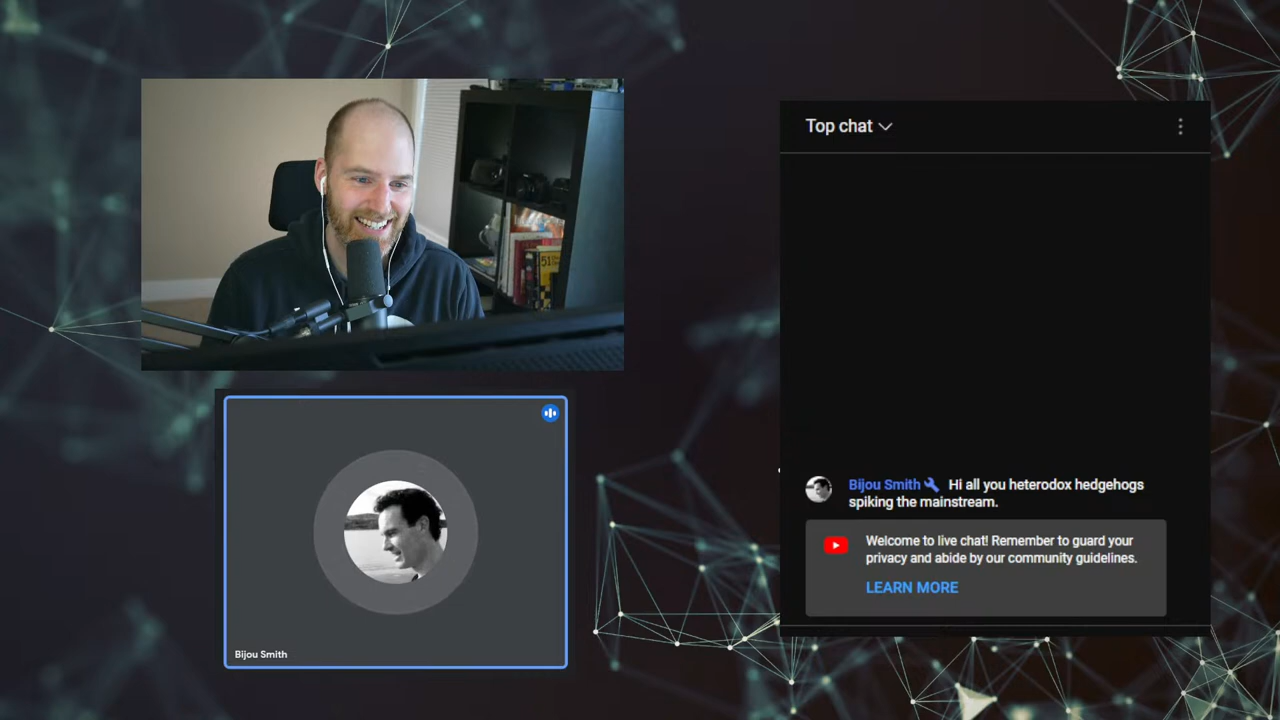 Top chat
Bijou Smith Hi all you heterodox hedgehogs
spiking the mainstream.
Welcome to live chat! Remember to guard your
privacy and abide by our community guidelines.
LEARN MORE
51
Bijou Smith